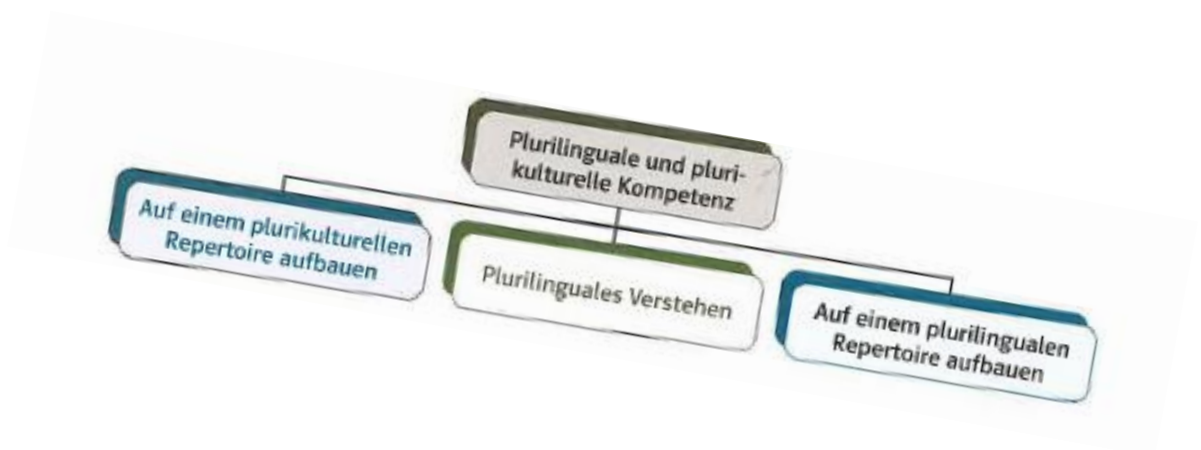 Plurilinguale und pluri-
kulturelle Kompetenz
Auf einem plurikulturellen
Repertoire aufbauen
Plurilinguales Verstehen
Auf einem plurilingualen
Repertoire aufbauen